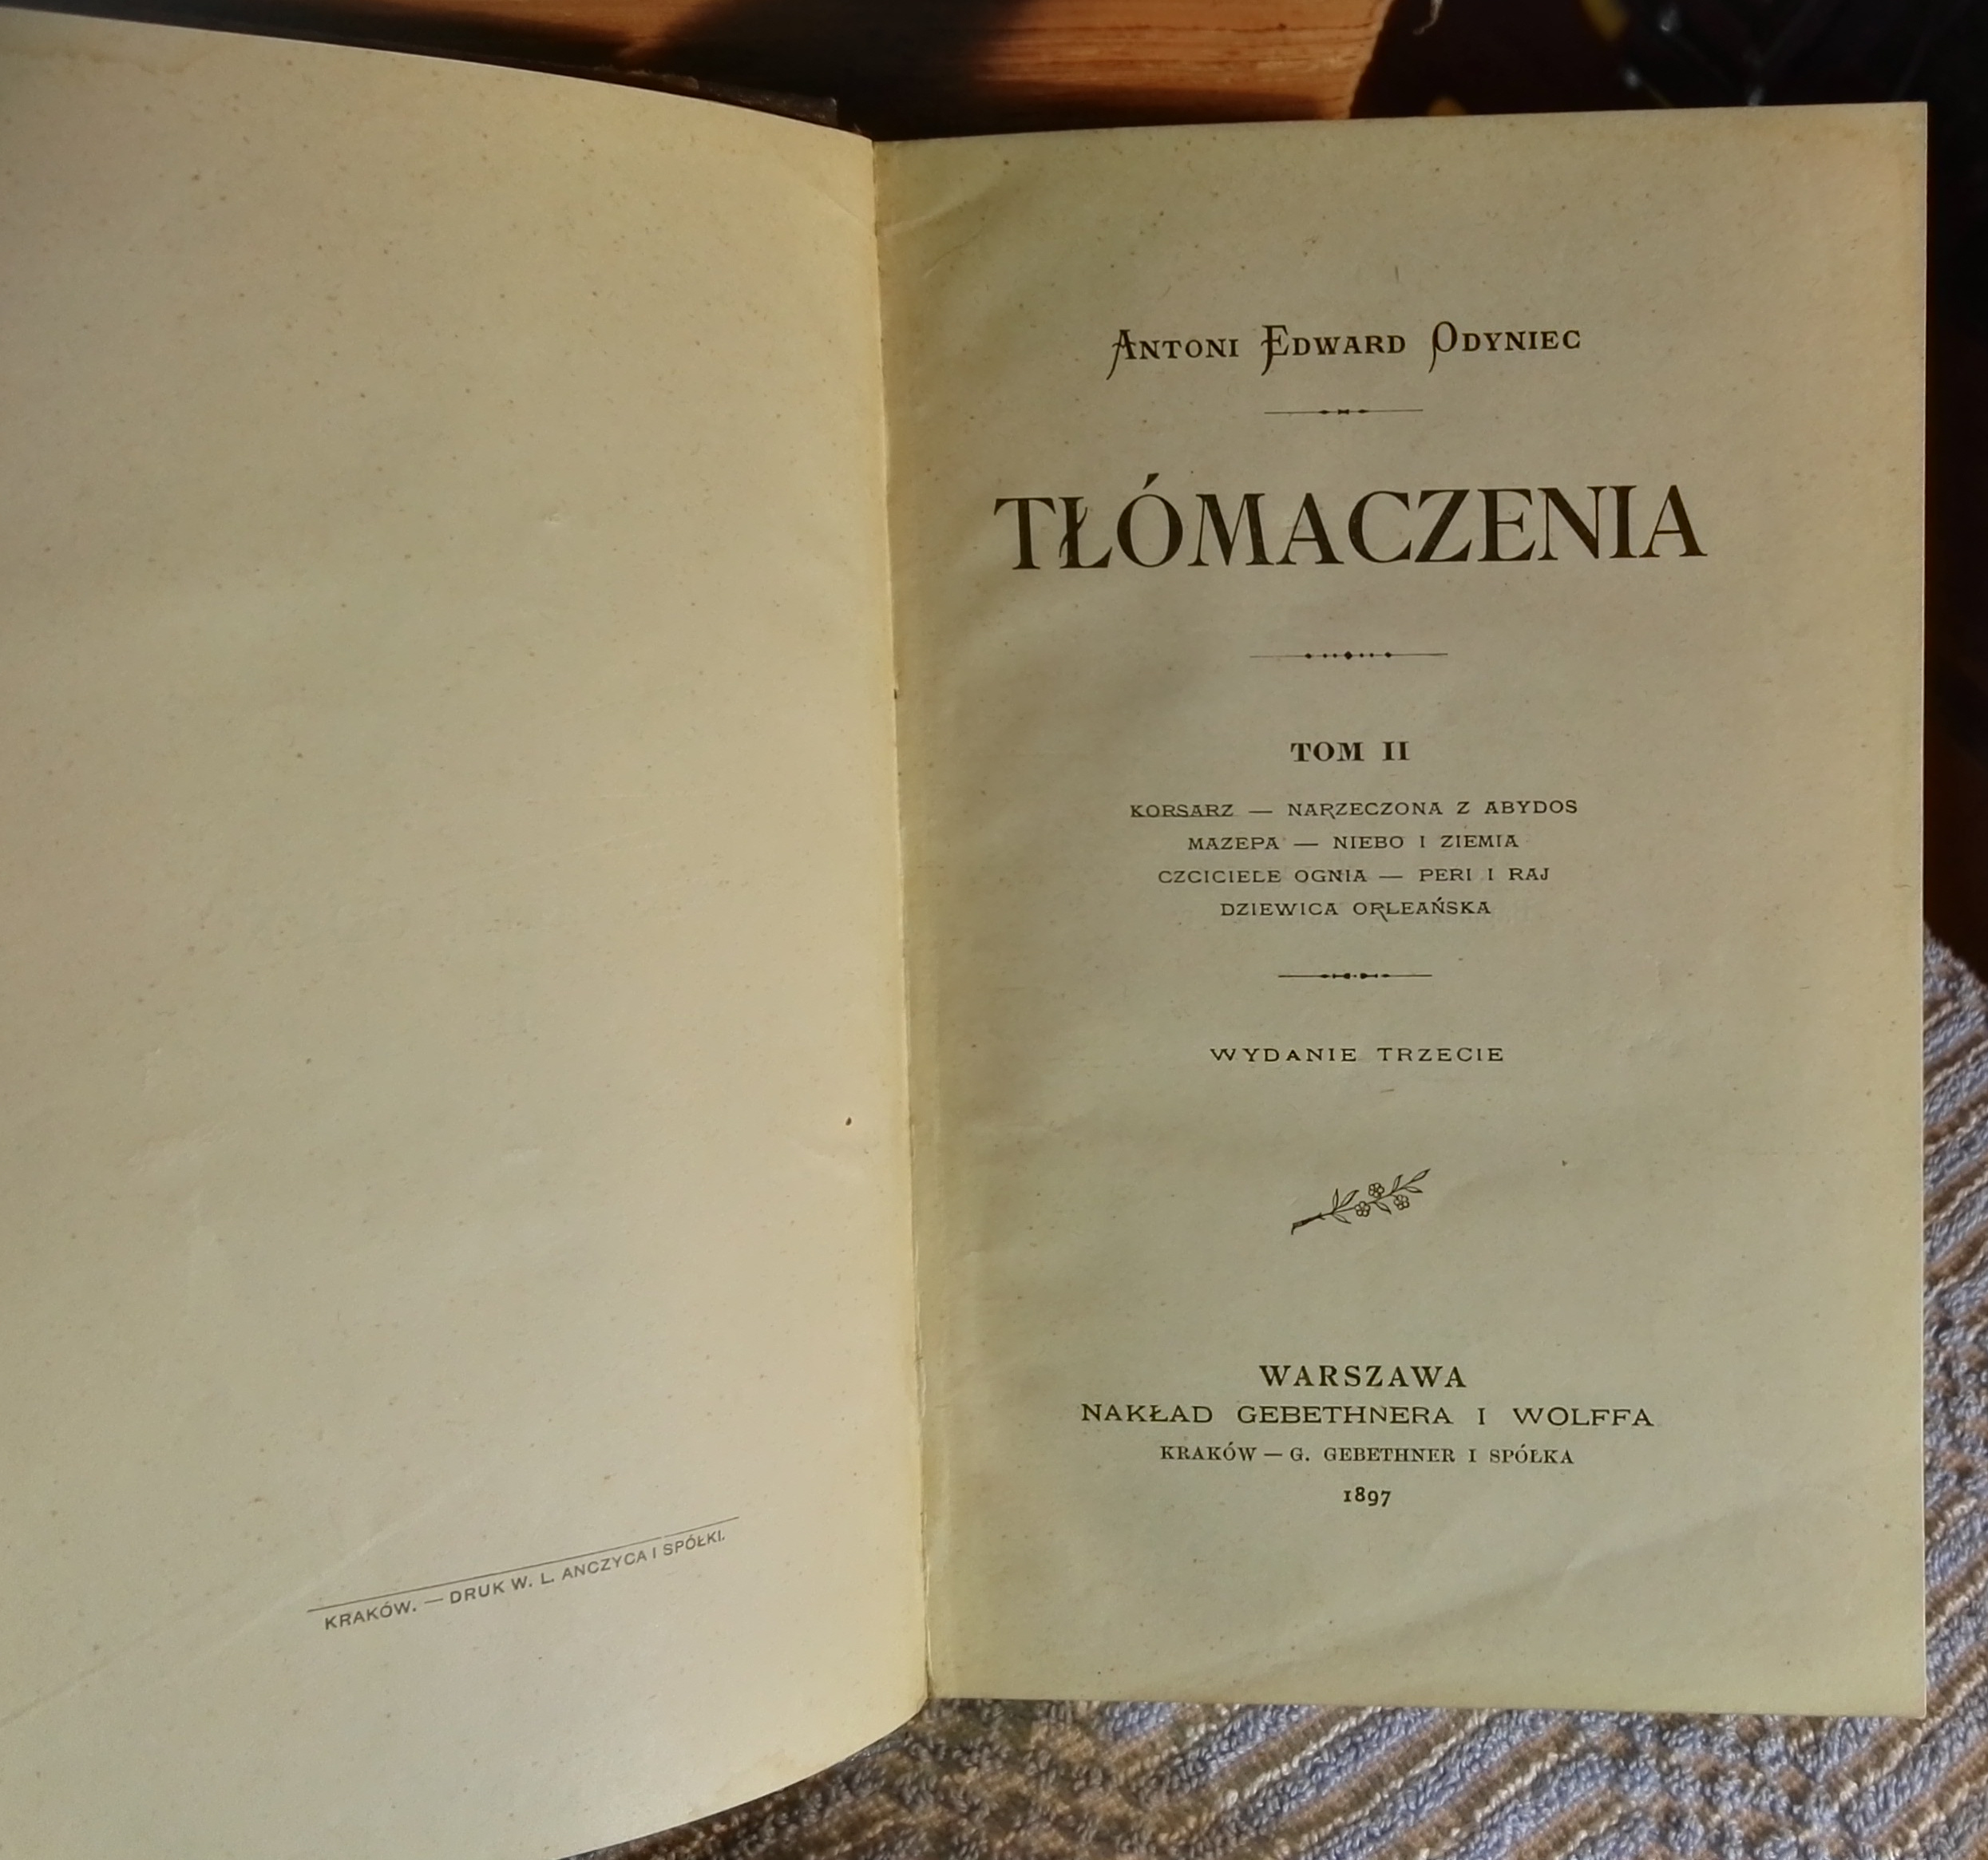 KRAKÓW. — DRUK W. L. ANCZYCA I SPÓŁKI.
ANTONI EDWARD ODYNIEC
TŁÓMACZENIA
TOM II
KORSARZ — NARZECZONA Z ABYDOS
MAZEPA — NIEBO I ZIEMIA
CZCICIELE OGNIA — PERI I RAJ
DZIEWICA ORLEAŃSKA
WYDANIE TRZECIE
WARSZAWA
NAKŁAD GEBETHNERA I WOLFFA
KRAKÓW — G. GEBETHNER I SPÓŁKA
1897